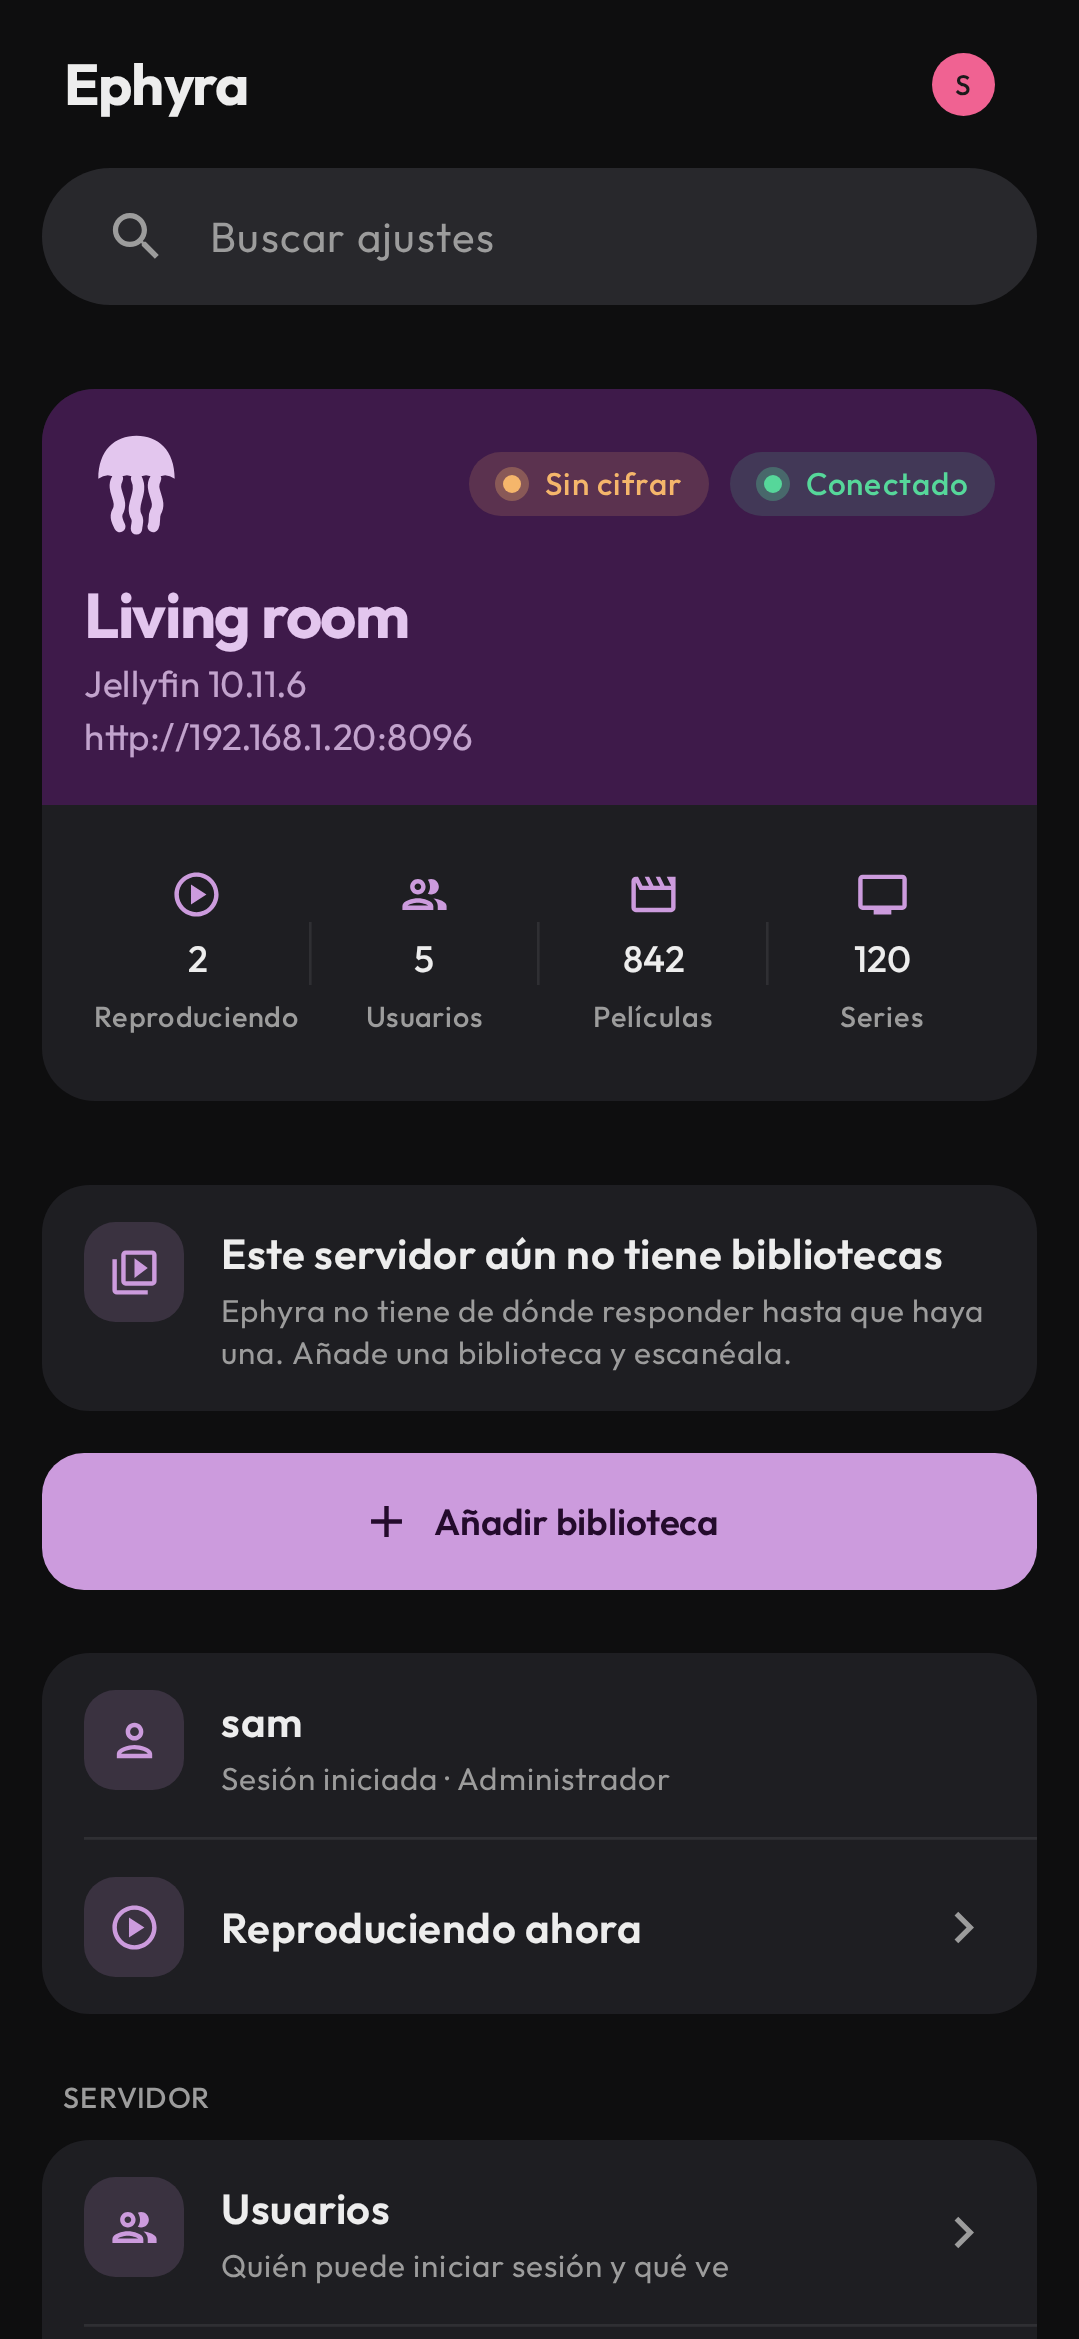 Ephyra
S
Buscar ajustes
Sin cifrar
Conectado
Living room
Jellyfin 10.11.6
http://192.168.1.20:8096
2
5
842
120
Reproduciendo
Usuarios
Películas
Series
Este servidor aún no tiene bibliotecas
Ephyra no tiene de dónde responder hasta que haya
una. Añade una biblioteca y escanéala.
Añadir biblioteca
sam
Sesión iniciada · Administrador
Reproduciendo ahora
SERVIDOR
Usuarios
Quién puede iniciar sesión y qué ve